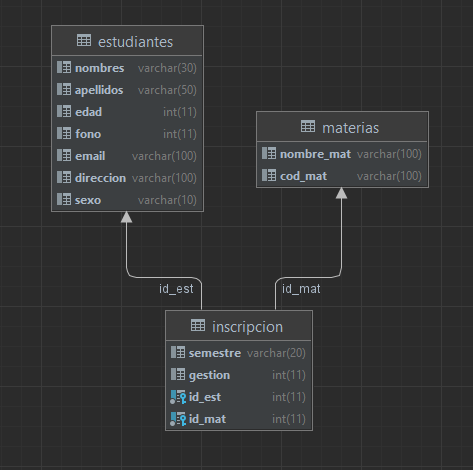 estudiantes
nombres varchar(30)
apellidos varchar(50)
edad int(11)
fono int(11)
email varchar(100)
direccion varchar(100)
sexo varchar(10)
materias
nombre_mat varchar(100)
cod_mat varchar(100)
id_est
id_mat
inscripcion
semestre varchar(20)
gestion int(11)
id_est int(11)
id_mat int(11)